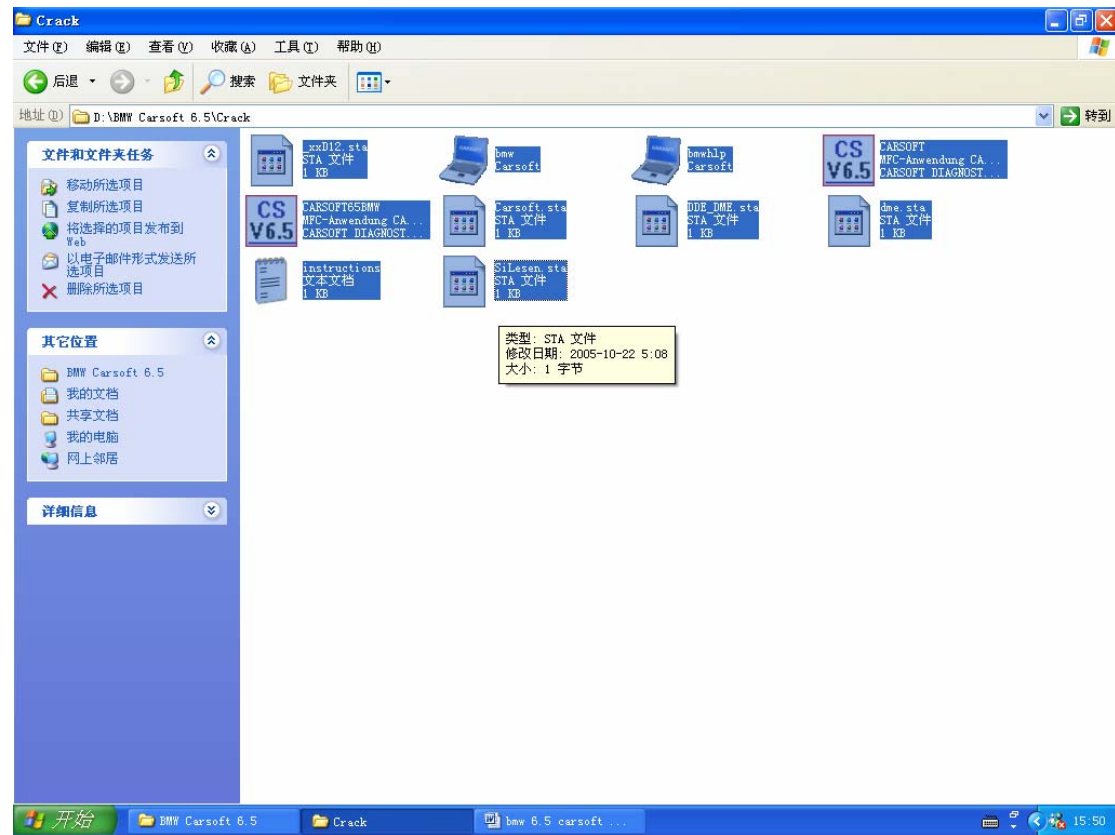 Crack
文件(F) 编辑(E) 查看(V) 收藏(A) 工具(T) 帮助(H)
后退 搜索 文件夹
地址(D) D:\BMW Carsoft 6.5\Crack 转到
文件和文件夹任务
移动所选项目
复制所选项目
将选择的项目发布到
Web
以电子邮件形式发送所
选项目
删除所选项目
其它位置
BMW Carsoft 6.5
我的文档
共享文档
我的电脑
网上邻居
详细信息
_xxD12.sta
STA 文件
1 KB
bmw
Carsoft
bmwhlp
Carsoft
CS
V6.5
CARSOFT
MFC-Anwendung CA...
CARSOFT DIAGNOST...
CS
V6.5
CARSOFT65BMW
MFC-Anwendung CA...
CARSOFT DIAGNOST...
Carsoft.sta
STA 文件
1 KB
DDE_DME.sta
STA 文件
1 KB
dme.sta
STA 文件
1 KB
instructions
文本文档
1 KB
SiLesen.sta
STA 文件
1 KB
类型: STA 文件
修改日期: 2005-10-22 5:08
大小: 1 字节
开始 BMW Carsoft 6.5 Crack bmw 6.5 carsoft ... 15:50